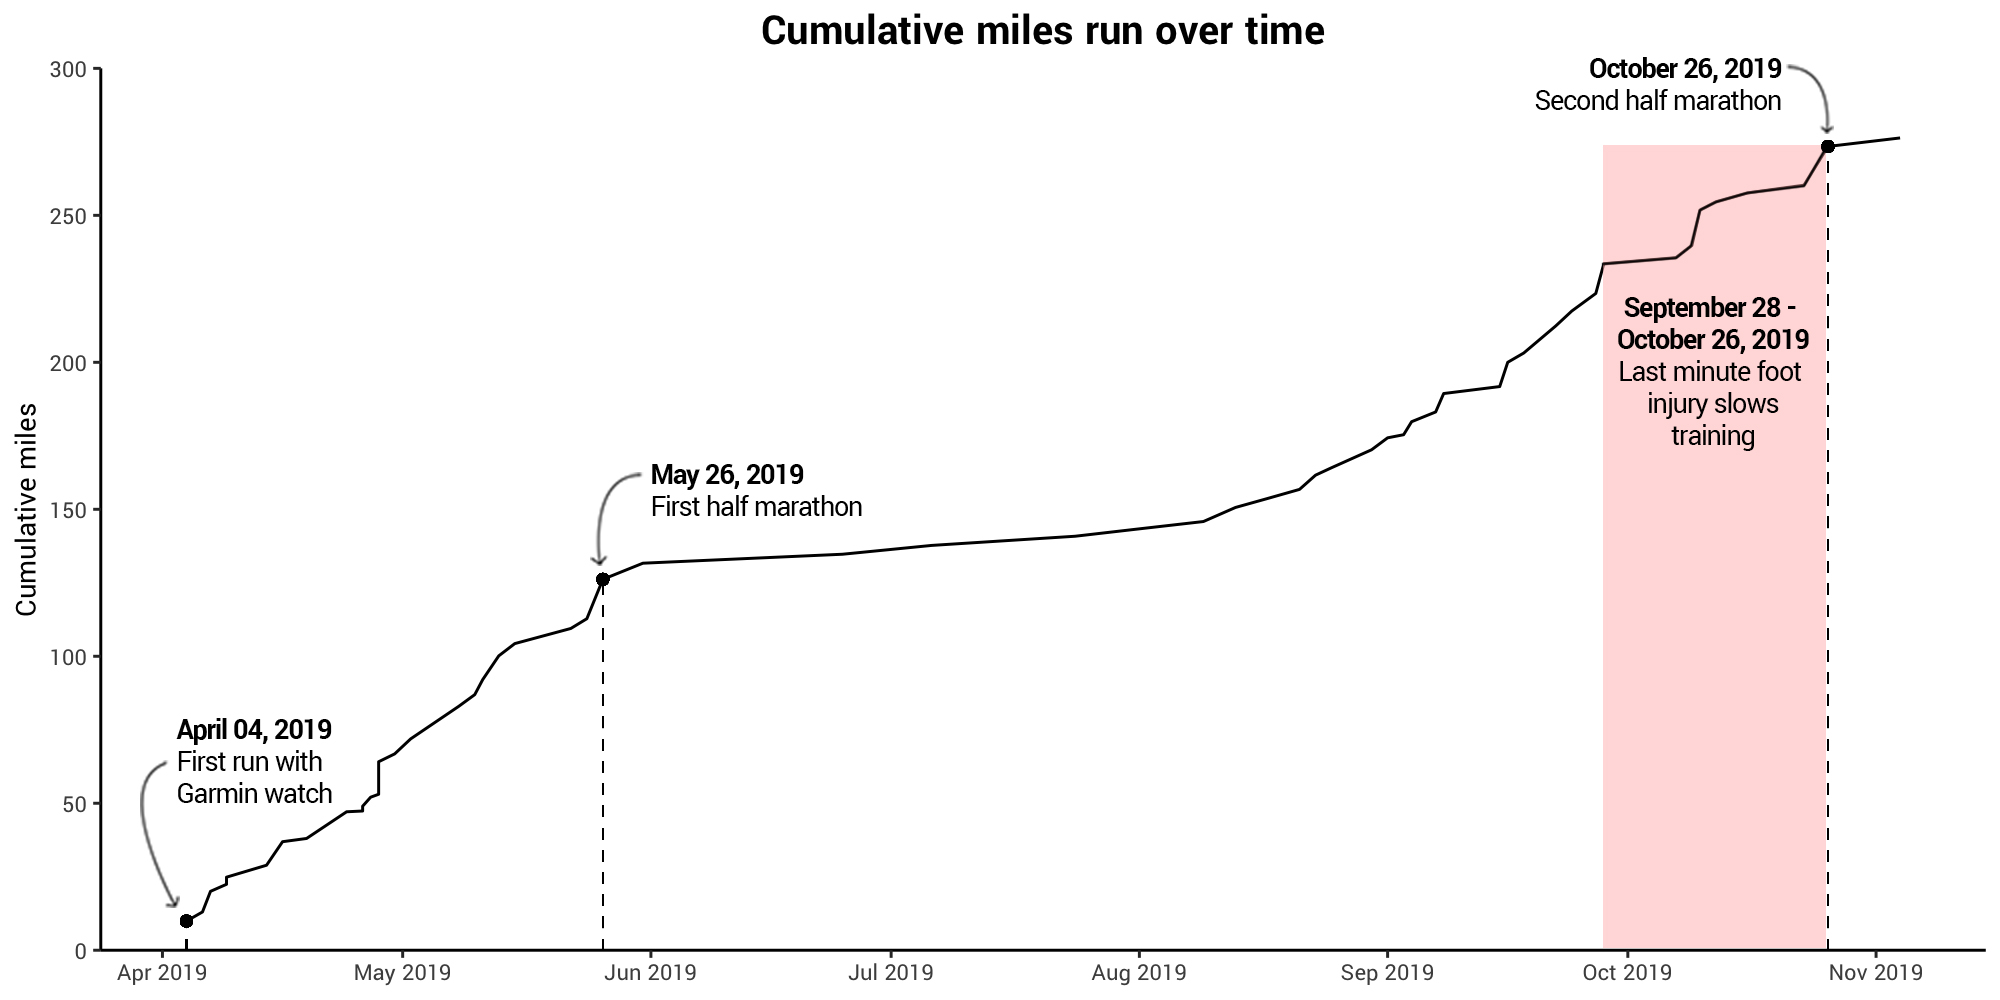 Cumulative miles run over time
300
250
200
150
100
50
0
Cumulative miles
October 26, 2019
Second half marathon
September 28 -
October 26, 2019
Last minute foot
injury slows
training
May 26, 2019
First half marathon
April 04, 2019
First run with
Garmin watch
Apr 2019
May 2019
Jun 2019
Jul 2019
Aug 2019
Sep 2019
Oct 2019
Nov 2019